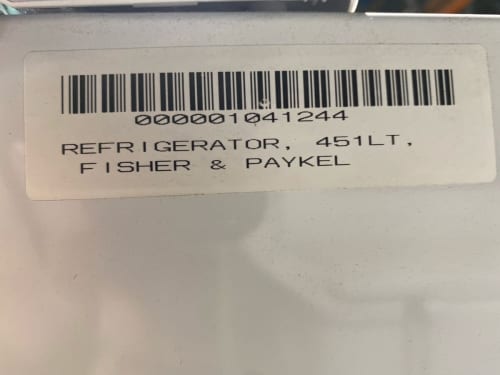 000001041244
REFRIGERATOR, 451LT,
FISHER & PAYKEL